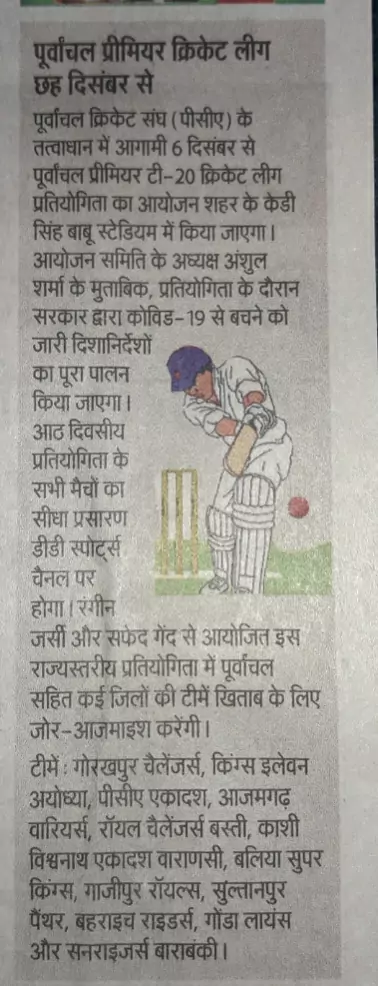 पूर्वांचल प्रीमियर क्रिकेट लीग
छह दिसंबर से
पूर्वांचल क्रिकेट संघ (पीसीए) के
तत्वाधान में आगामी 6 दिसंबर से
पूर्वांचल प्रीमियर टी-20 क्रिकेट लीग
प्रतियोगिता का आयोजन शहर के केडी
सिंह बाबू स्टेडियम में किया जाएगा।
आयोजन समिति के अध्यक्ष अंशुल
शर्मा के मुताबिक, प्रतियोगिता के दौरान
सरकार द्वारा कोविड-19 से बचने को
जारी दिशानिर्देशों
का पूरा पालन
किया जाएगा।
आठ दिवसीय
प्रतियोगिता के
सभी मैचों का
सीधा प्रसारण
डीडी स्पोर्ट्स
चैनल पर
होगा। रंगीन
जर्सी और सफेद गेंद से आयोजित इस
राज्यस्तरीय प्रतियोगिता में पूर्वांचल
सहित कई जिलों की टीमें खिताब के लिए
जोर-आजमाइश करेंगी।
टीमें : गोरखपुर चैलेंजर्स, किंग्स इलेवन
अयोध्या, पीसीए एकादश, आजमगढ़
वारियर्स, रॉयल चैलेंजर्स बस्ती, काशी
विश्वनाथ एकादश वाराणसी, बलिया सुपर
किंग्स, गाजीपुर रॉयल्स, सुल्तानपुर
पैंथर, बहराइच राइडर्स, गोंडा लायंस
और सनराइजर्स बाराबंकी।